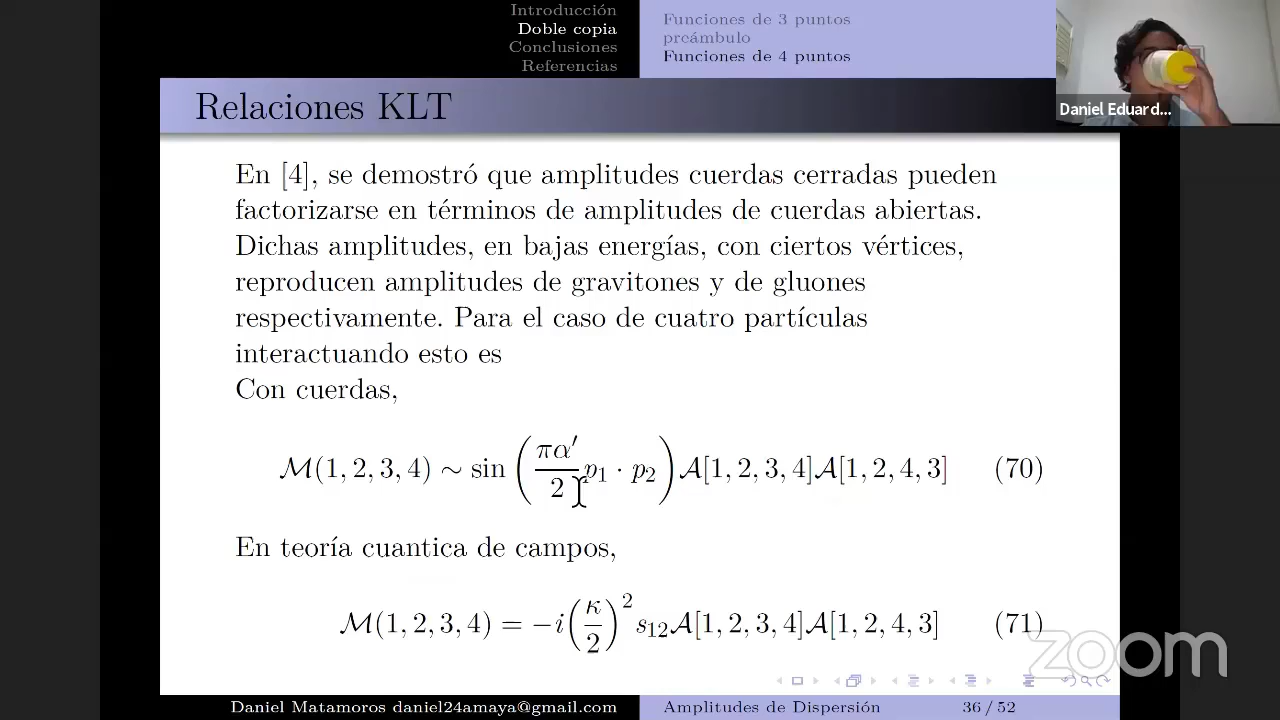 Introducción
Doble copia
Conclusiones
Referencias
Funciones de 3 puntos
preámbulo
Funciones de 4 puntos
Daniel Eduard...
Relaciones KLT
En [4], se demostró que amplitudes cuerdas cerradas pueden
factorizarse en términos de amplitudes de cuerdas abiertas.
Dichas amplitudes, en bajas energías, con ciertos vértices,
reproducen amplitudes de gravitones y de gluones
respectivamente. Para el caso de cuatro partículas
interactuando esto es
Con cuerdas,
ℳ(1, 2, 3, 4) ∼ sin (πα′/2 p₁ · p₂) 𝒜[1, 2, 3, 4]𝒜[1, 2, 4, 3] (70)
En teoría cuantica de campos,
ℳ(1, 2, 3, 4) = −i(κ/2)² s₁₂𝒜[1, 2, 3, 4]𝒜[1, 2, 4, 3] (71)
zoom
Daniel Matamoros daniel24amaya@gmail.com
Amplitudes de Dispersión
36 / 52